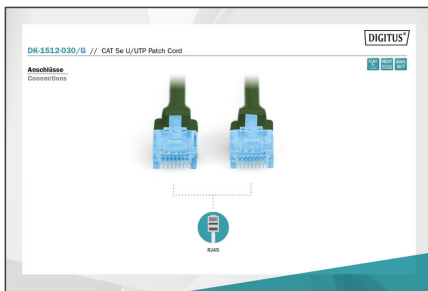 DIGITUS®
DK-1512-030/G // CAT 5e U/UTP Patch Cord
Anschlüsse
Connections
RJ45